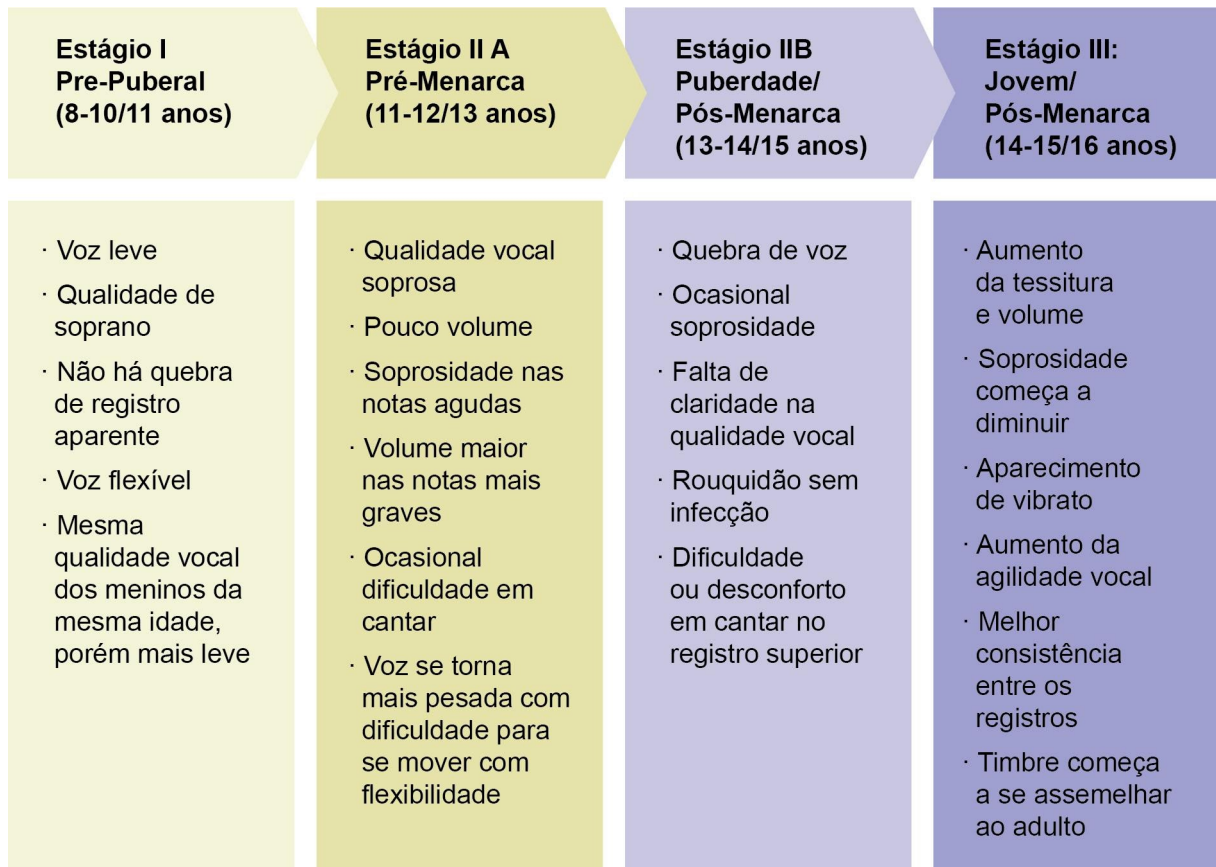 Estágio I
Pre-Puberal
(8-10/11 anos)
Estágio II A
Pré-Menarca
(11-12/13 anos)
Estágio IIB
Puberdade/
Pós-Menarca
(13-14/15 anos)
Estágio III:
Jovem/
Pós-Menarca
(14-15/16 anos)
· Voz leve
· Qualidade de
soprano
· Não há quebra
de registro
aparente
· Voz flexível
· Mesma
qualidade vocal
dos meninos da
mesma idade,
porém mais leve
· Qualidade vocal
soprosa
· Pouco volume
· Soprosidade nas
notas agudas
· Volume maior
nas notas mais
graves
· Ocasional
dificuldade em
cantar
· Voz se torna
mais pesada com
dificuldade para
se mover com
flexibilidade
· Quebra de voz
· Ocasional
soprosidade
· Falta de
claridade na
qualidade vocal
· Rouquidão sem
infecção
· Dificuldade
ou desconforto
em cantar no
registro superior
· Aumento
da tessitura
e volume
· Soprosidade
começa a
diminuir
· Aparecimento
de vibrato
· Aumento da
agilidade vocal
· Melhor
consistência
entre os
registros
· Timbre começa
a se assemelhar
ao adulto